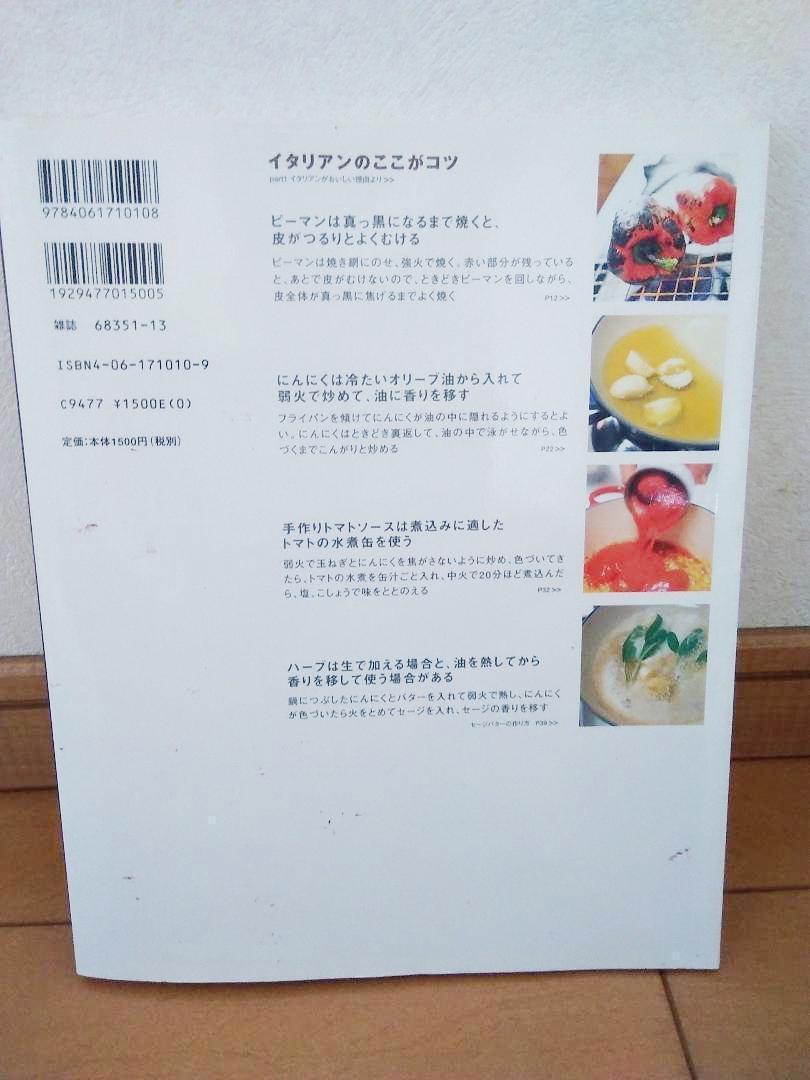 9784061710108
1929477015005
雑誌 68351-13
ISBN4-06-171010-9
C9477 ¥1500E(0)
定価:本体1500円(税別)
イタリアンのここがコツ
part1 イタリアンがおいしい理由より>>
ピーマンは真っ黒になるまで焼くと、
皮がつるりとよくむける
ピーマンは焼き網にのせ、強火で焼く。赤い部分が残っている
と、あとで皮がむけないので、ときどきピーマンを回しながら、
皮全体が真っ黒に焦げるまでよく焼く
P12>>
にんにくは冷たいオリーブ油から入れて
弱火で炒めて、油に香りを移す
フライパンを傾けてにんにくが油の中に隠れるようにするとよ
い。にんにくはときどき裏返して、油の中で泳がせながら、色
づくまでこんがりと炒める
P22>>
手作りトマトソースは煮込みに適した
トマトの水煮缶を使う
弱火で玉ねぎとにんにくを焦がさないように炒め、色づいてき
たら、トマトの水煮を缶汁ごと入れ、中火で20分ほど煮込んだ
ら、塩、こしょうで味をととのえる
P32>>
ハーブは生で加える場合と、油を熱してから
香りを移して使う場合がある
鍋につぶしたにんにくとバターを入れて弱火で熱し、にんにく
が色づいたら火をとめてセージを入れ、セージの香りを移す
セージバターの作り方 P39>>